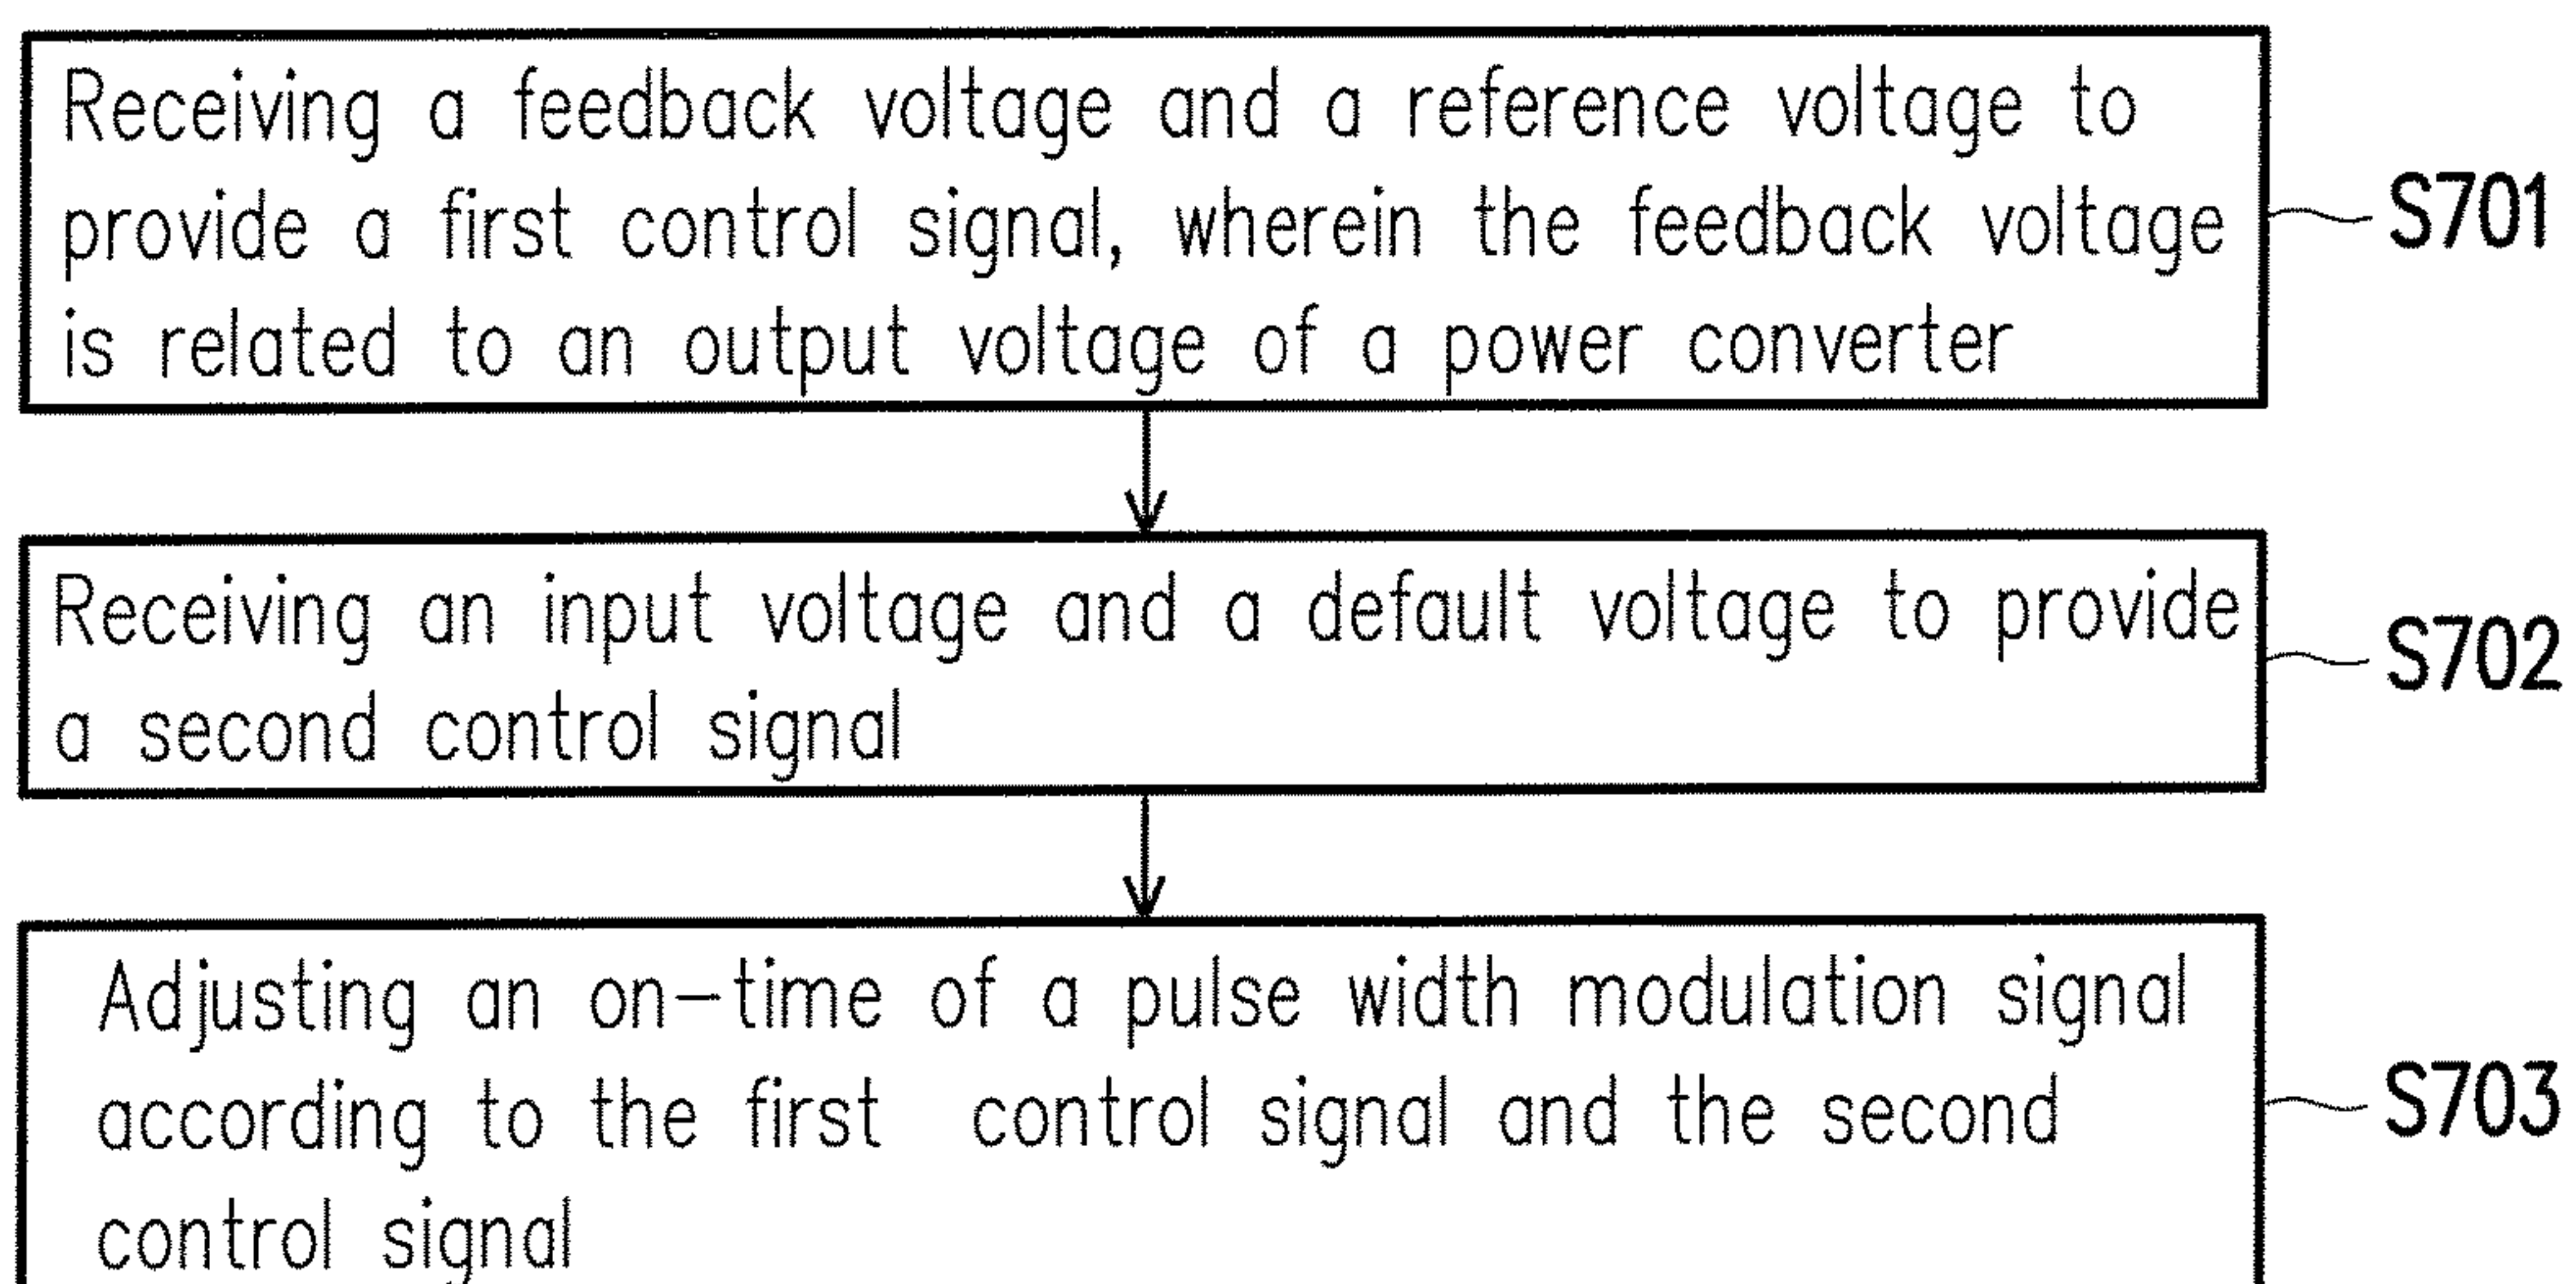 Receiving a feedback voltage and a reference voltage to
provide a first control signal, wherein the feedback voltage
is related to an output voltage of a power converter
S701
Receiving an input voltage and a default voltage to provide
a second control signal
S702
Adjusting an on-time of a pulse width modulation signal
according to the first control signal and the second
control signal
S703